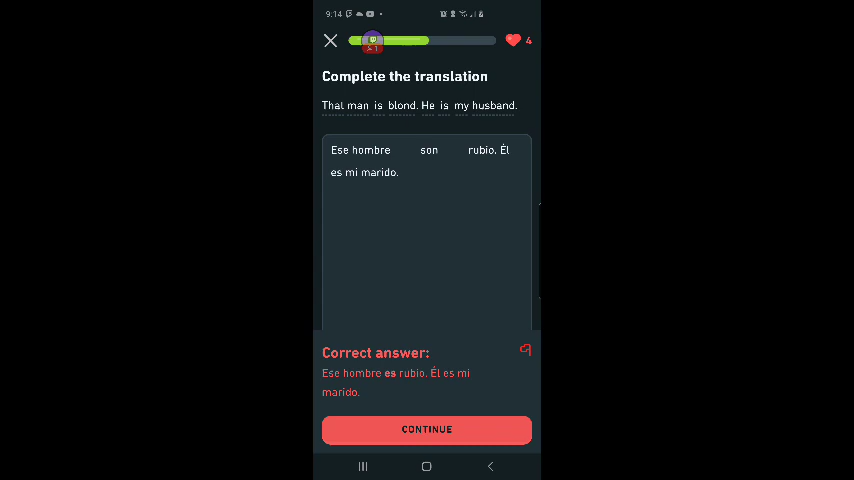 9:14
4
Complete the translation
That man is blond. He is my husband.
Ese hombre son rubio. Él
es mi marido.
Correct answer:
Ese hombre es rubio. Él es mi
marido.
CONTINUE